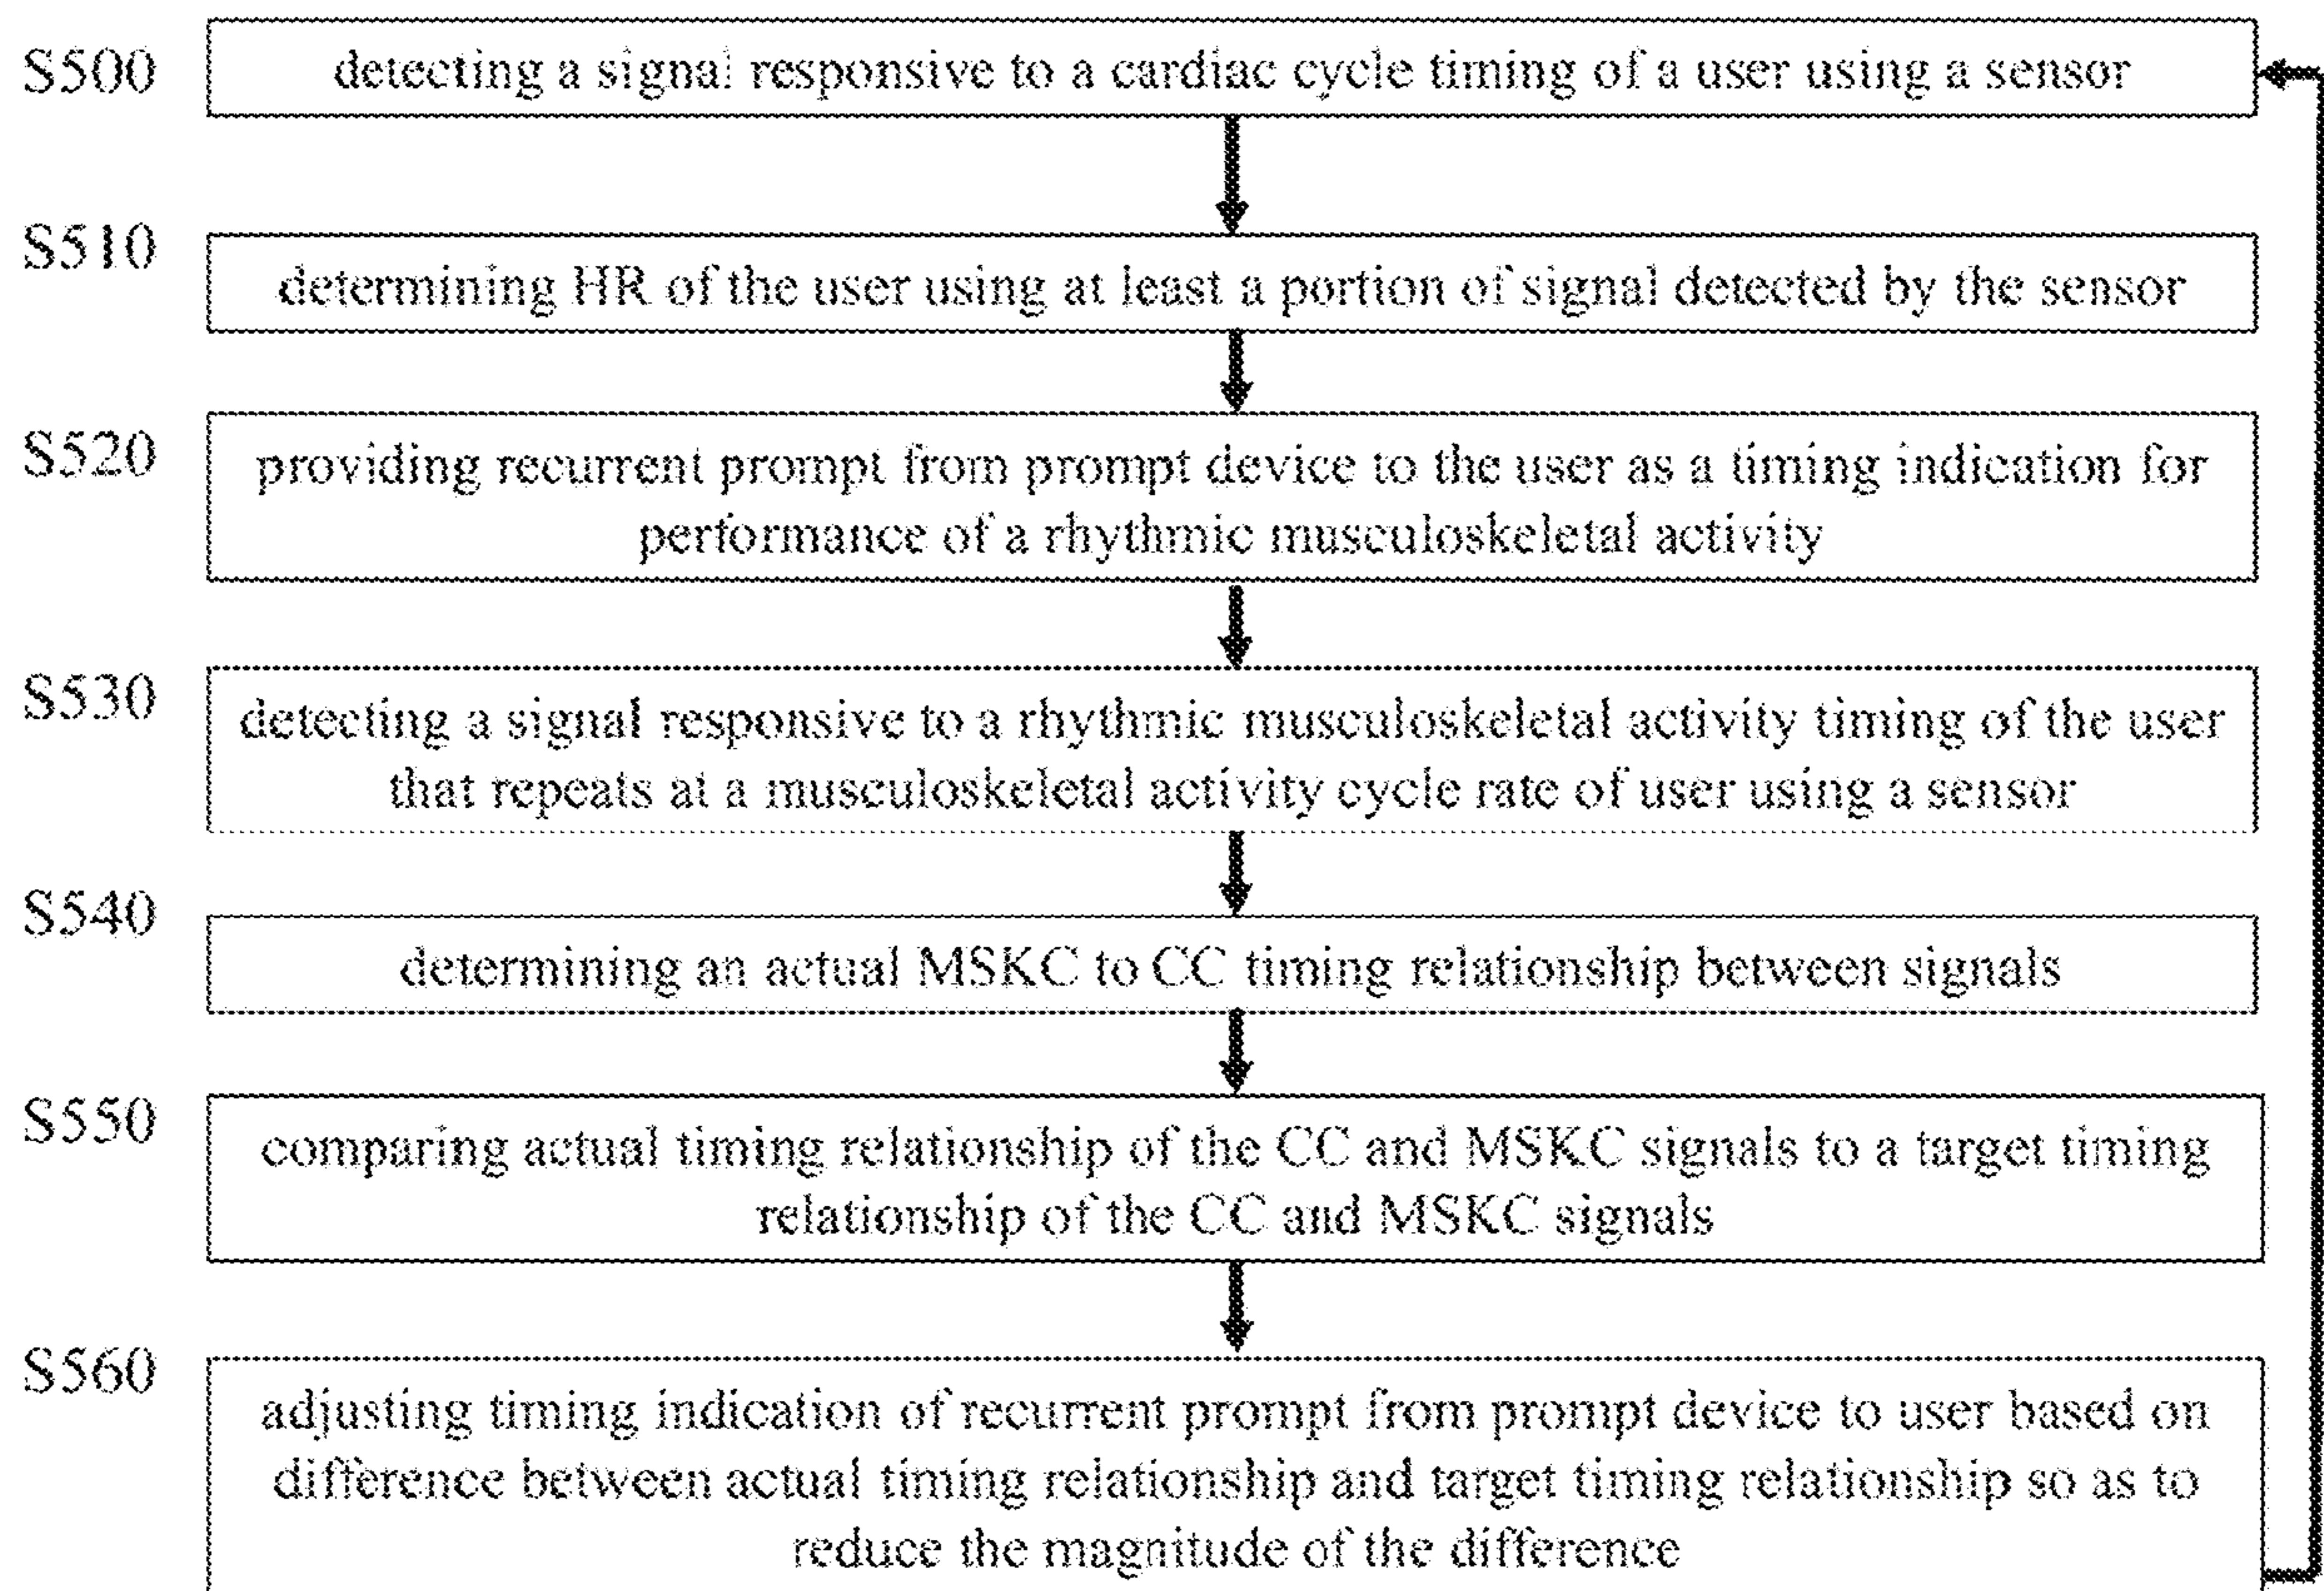 S500
detecting a signal responsive to a cardiac cycle timing of a user using a sensor
S510
determining HR of the user using at least a portion of signal detected by the sensor
S520
providing recurrent prompt from prompt device to the user as a timing indication for
performance of a rhythmic musculoskeletal activity
S530
detecting a signal responsive to a rhythmic musculoskeletal activity timing of the user
that repeats at a musculoskeletal activity cycle rate of user using a sensor
S540
determining an actual MSKC to CC timing relationship between signals
S550
comparing actual timing relationship of the CC and MSKC signals to a target timing
relationship of the CC and MSKC signals
S560
adjusting timing indication of recurrent prompt from prompt device to user based on
difference between actual timing relationship and target timing relationship so as to
reduce the magnitude of the difference